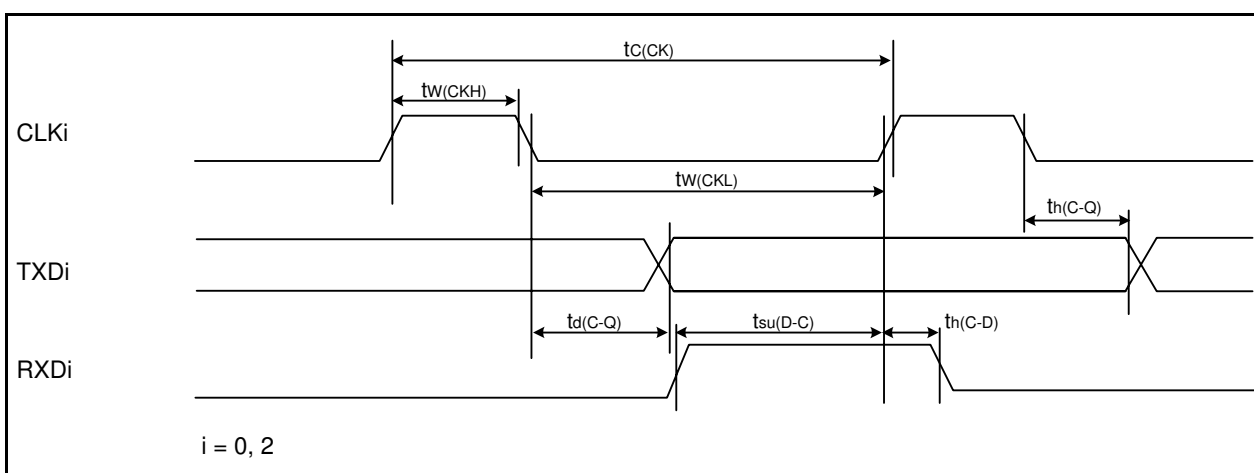 tC(CK)
tW(CKH)
CLKi
tW(CKL)
th(C-Q)
TXDi
td(C-Q)
tsu(D-C)
th(C-D)
RXDi
i = 0, 2